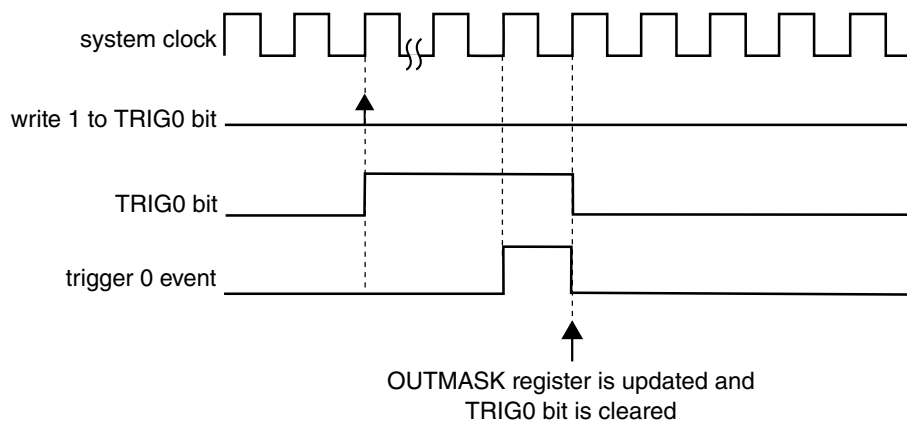 system clock
write 1 to TRIG0 bit
TRIG0 bit
trigger 0 event
OUTMASK register is updated and
TRIG0 bit is cleared